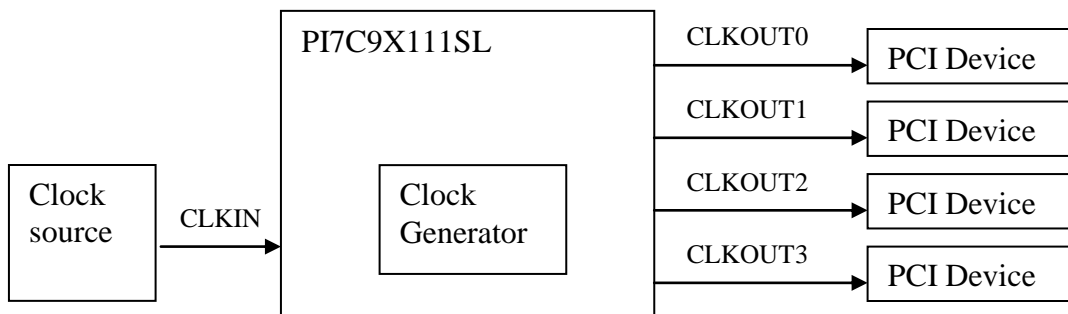 PI7C9X111SL
CLKOUT0
PCI Device
CLKOUT1
PCI Device
Clock
source
CLKIN
Clock
Generator
CLKOUT2
PCI Device
CLKOUT3
PCI Device